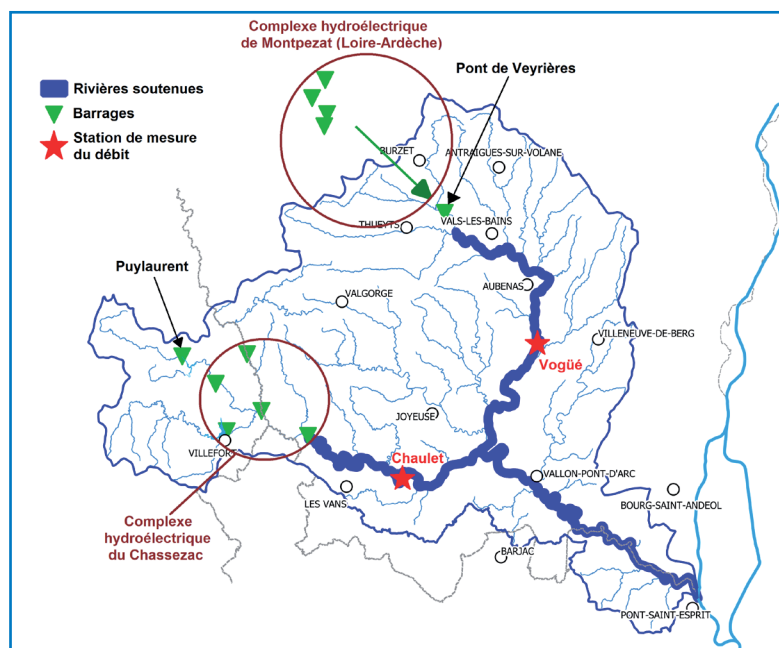 Complexe hydroélectrique
de Montpezat (Loire-Ardèche)
Pont de Veyrières
Rivières soutenues
Barrages
Station de mesure
du débit
BURZET
ANTRAIGUES-SUR-VOLANE
THUEYTS
VALS-LES-BAINS
Puylaurent
AUBENAS
VALGORGE
VILLENEUVE-DE-BERG
Vogüé
JOYEUSE
VILLEFORT
Chaulet
VALLON-PONT-D'ARC
LES VANS
BOURG-SAINT-ANDEOL
Complexe
hydroélectrique
du Chassezac
BARJAC
PONT-SAINT-ESPRIT